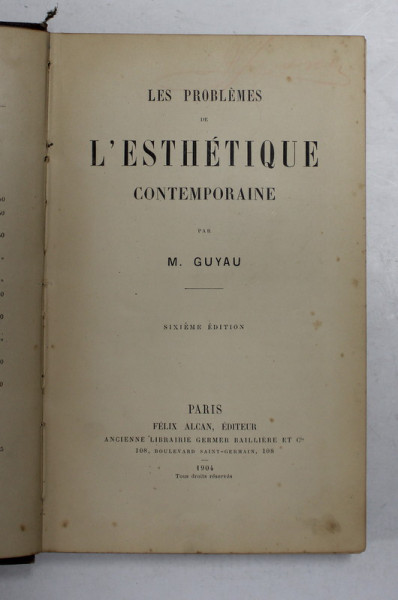 LES PROBLÈMES
DE
L'ESTHÉTIQUE
CONTEMPORAINE
PAR
M. GUYAU
SIXIÈME ÉDITION
PARIS
FÉLIX ALCAN, ÉDITEUR
ANCIENNE LIBRAIRIE GERMER BAILLIÈRE ET Cie
108, BOULEVARD SAINT-GERMAIN, 108
1904
Tous droits réservés